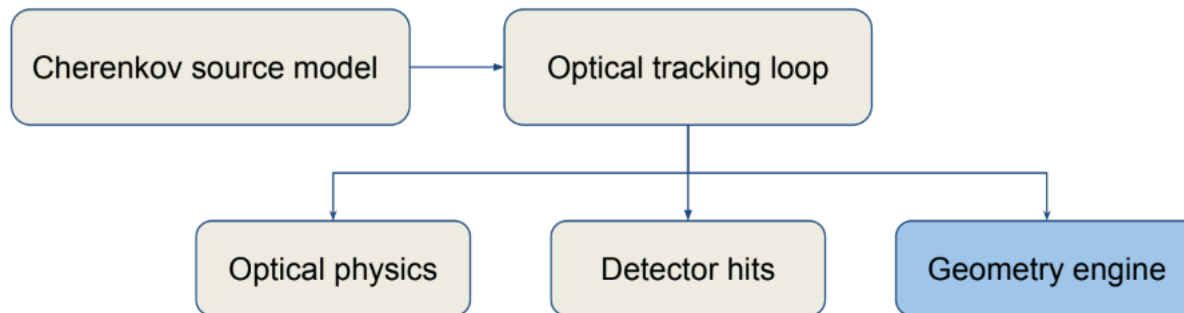 Cherenkov source model
Optical tracking loop
Optical physics
Detector hits
Geometry engine